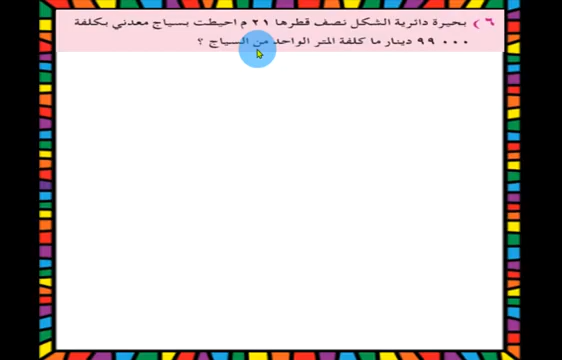 ٦ ) بحيرة دائرية الشكل نصف قطرها ٢١ م احيطت بسياج معدني بكلفة
٩٩ ٠٠٠ دينار ما كلفة المتر الواحد من السياج ؟